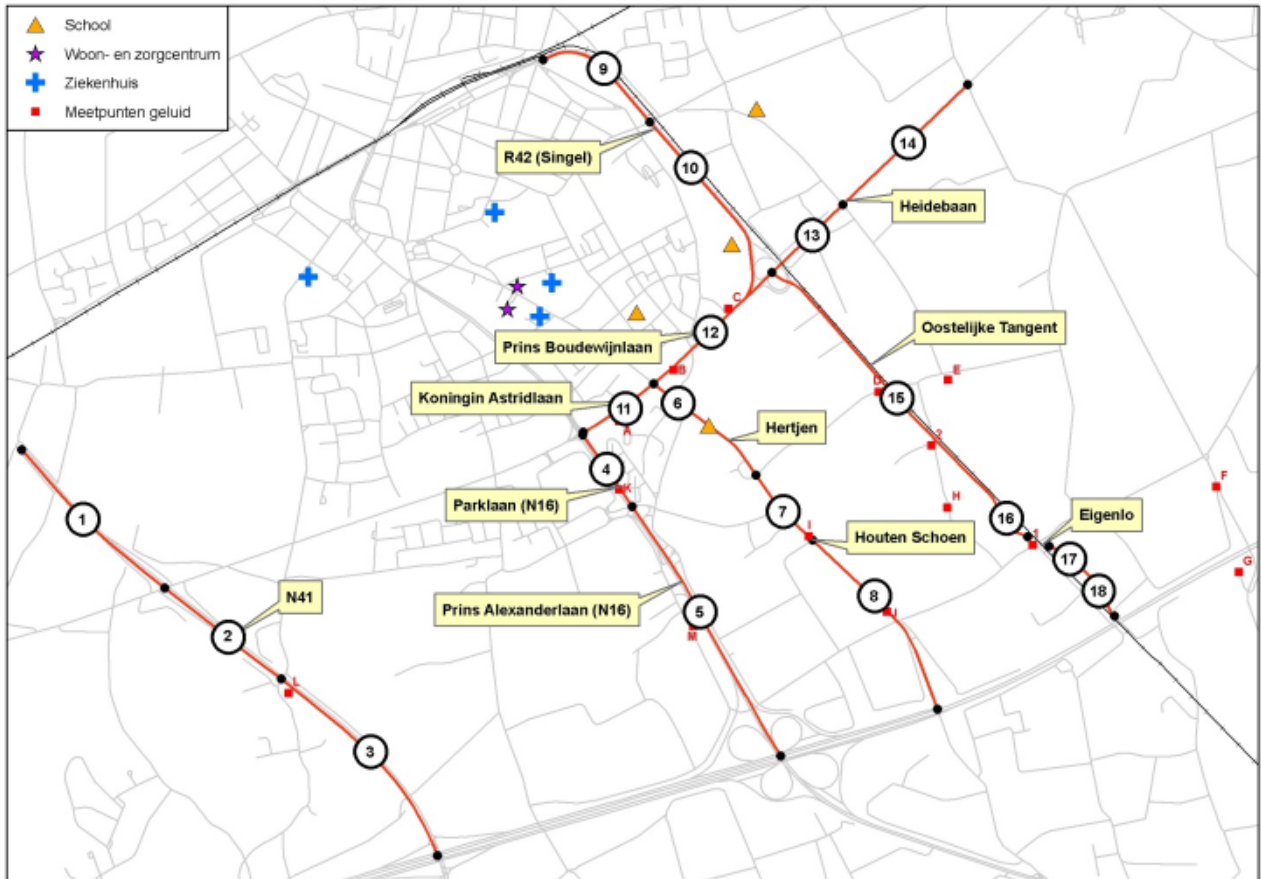 School
Woon- en zorgcentrum
Ziekenhuis
Meetpunten geluid
9
14
R42 (Singel)
10
Heidebaan
13
C
12
Prins Boudewijnlaan
Oostelijke Tangent
B
E
D
Koningin Astridlaan
15
6
11
A
Hertjen
2
4
K
Parklaan (N16)
F
H
7
1
16
Eigenlo
I
1
Houten Schoen
17
G
18
N41
8
J
Prins Alexanderlaan (N16)
5
M
2
L
3